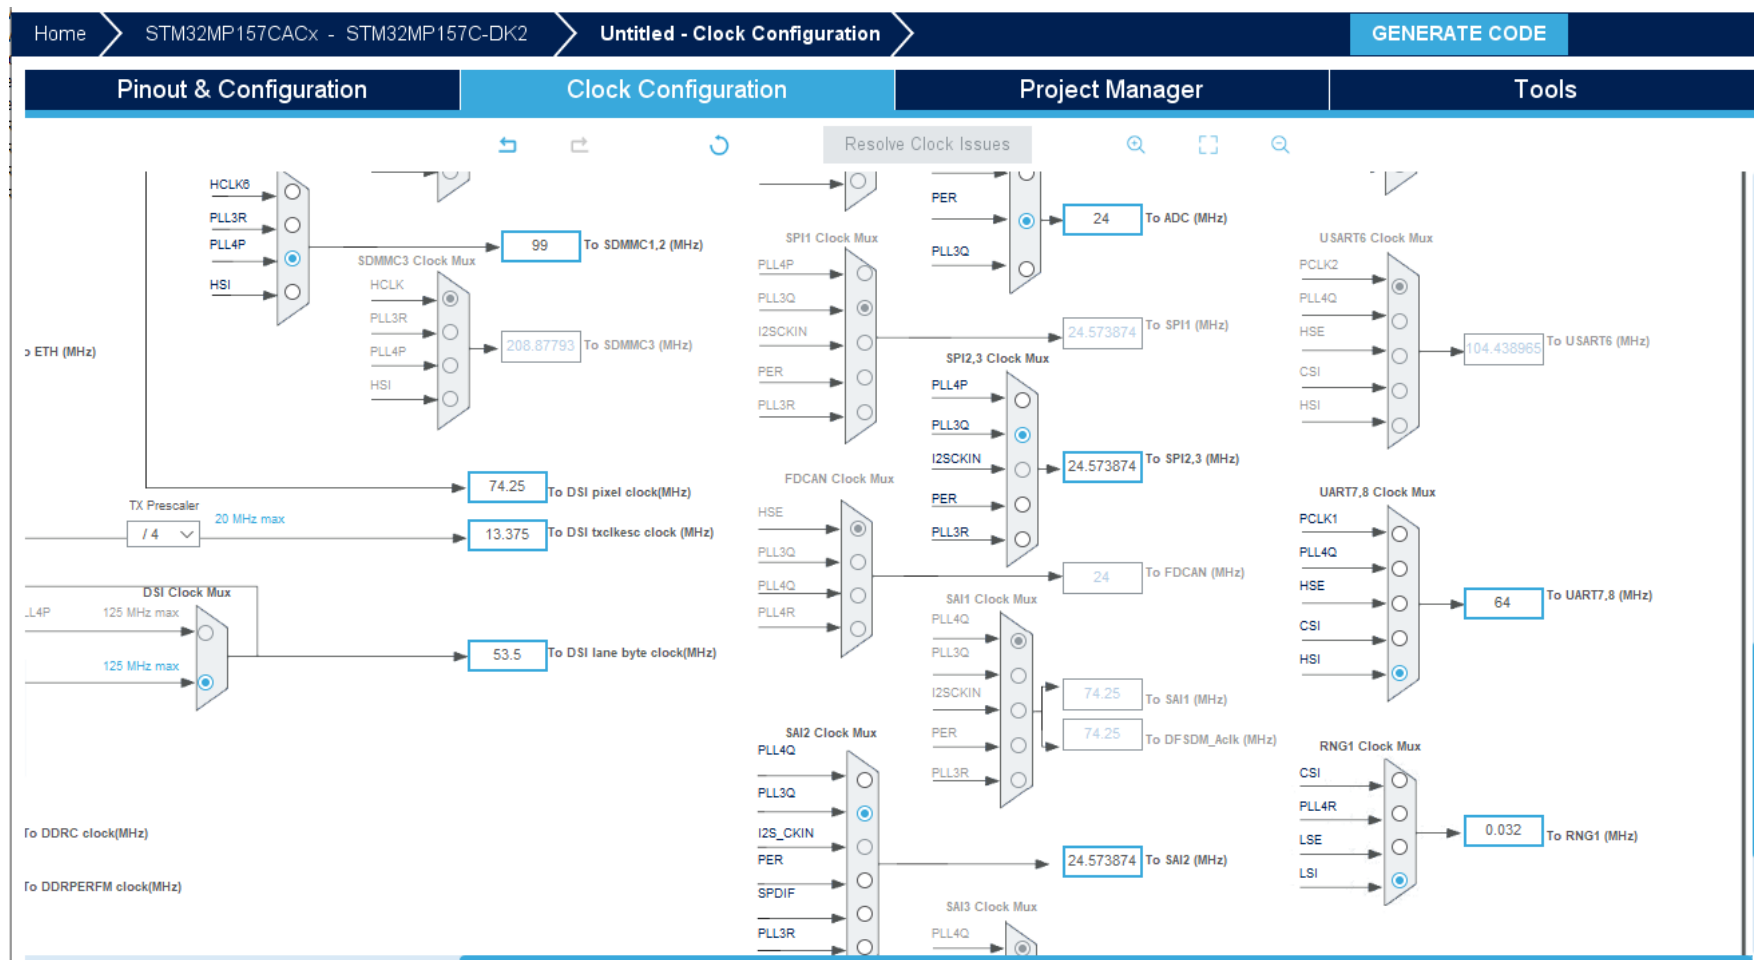 Home
STM32MP157CACx - STM32MP157C-DK2
Untitled - Clock Configuration
GENERATE CODE
Pinout & Configuration
Clock Configuration
Project Manager
Tools
Resolve Clock Issues
HCLK6
PLL3R
PLL4P
HSI
99
To SDMMC1,2 (MHz)
SDMMC3 Clock Mux
HCLK
PLL3R
PLL4P
HSI
208.87793
To SDMMC3 (MHz)
ETH (MHz)
74.25
To DSI pixel clock(MHz)
TX Prescaler
/ 4
20 MHz max
13.375
To DSI txclkesc clock (MHz)
DSI Clock Mux
LL4P
125 MHz max
125 MHz max
53.5
To DSI lane byte clock(MHz)
To DDRC clock(MHz)
To DDRPERFM clock(MHz)
SPI1 Clock Mux
PLL4P
PLL3Q
I2SCKIN
PER
PLL3R
24.573874
To SPI1 (MHz)
FDCAN Clock Mux
HSE
PLL3Q
PLL4Q
PLL4R
24
To FDCAN (MHz)
SAI2 Clock Mux
PLL4Q
PLL3Q
I2S_CKIN
PER
SPDIF
PLL3R
24.573874
To SAI2 (MHz)
PER
PLL3Q
24
To ADC (MHz)
SPI2,3 Clock Mux
PLL4P
PLL3Q
I2SCKIN
PER
PLL3R
24.573874
To SPI2,3 (MHz)
SAI1 Clock Mux
PLL4Q
PLL3Q
I2SCKIN
PER
PLL3R
74.25
To SAI1 (MHz)
74.25
To DFSDM_Aclk (MHz)
SAI3 Clock Mux
PLL4Q
USART6 Clock Mux
PCLK2
PLL4Q
HSE
CSI
HSI
104.438965
To USART6 (MHz)
UART7,8 Clock Mux
PCLK1
PLL4Q
HSE
CSI
HSI
64
To UART7,8 (MHz)
RNG1 Clock Mux
CSI
PLL4R
LSE
LSI
0.032
To RNG1 (MHz)